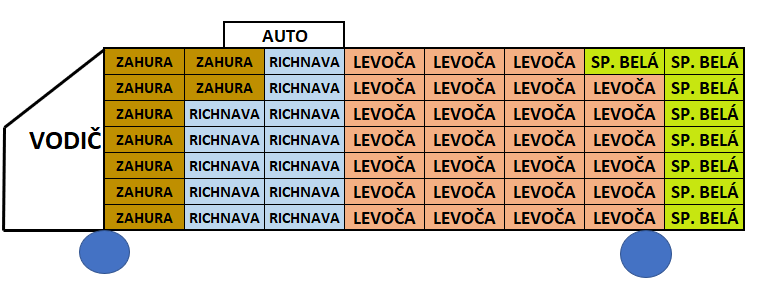 AUTO
ZAHURA ZAHURA RICHNAVA LEVOČA LEVOČA LEVOČA SP. BELÁ SP. BELÁ
ZAHURA ZAHURA RICHNAVA LEVOČA LEVOČA LEVOČA LEVOČA SP. BELÁ
ZAHURA RICHNAVA RICHNAVA LEVOČA LEVOČA LEVOČA LEVOČA SP. BELÁ
VODIČ ZAHURA RICHNAVA RICHNAVA LEVOČA LEVOČA LEVOČA LEVOČA SP. BELÁ
ZAHURA RICHNAVA RICHNAVA LEVOČA LEVOČA LEVOČA LEVOČA SP. BELÁ
ZAHURA RICHNAVA RICHNAVA LEVOČA LEVOČA LEVOČA LEVOČA SP. BELÁ
ZAHURA RICHNAVA RICHNAVA LEVOČA LEVOČA LEVOČA LEVOČA SP. BELÁ